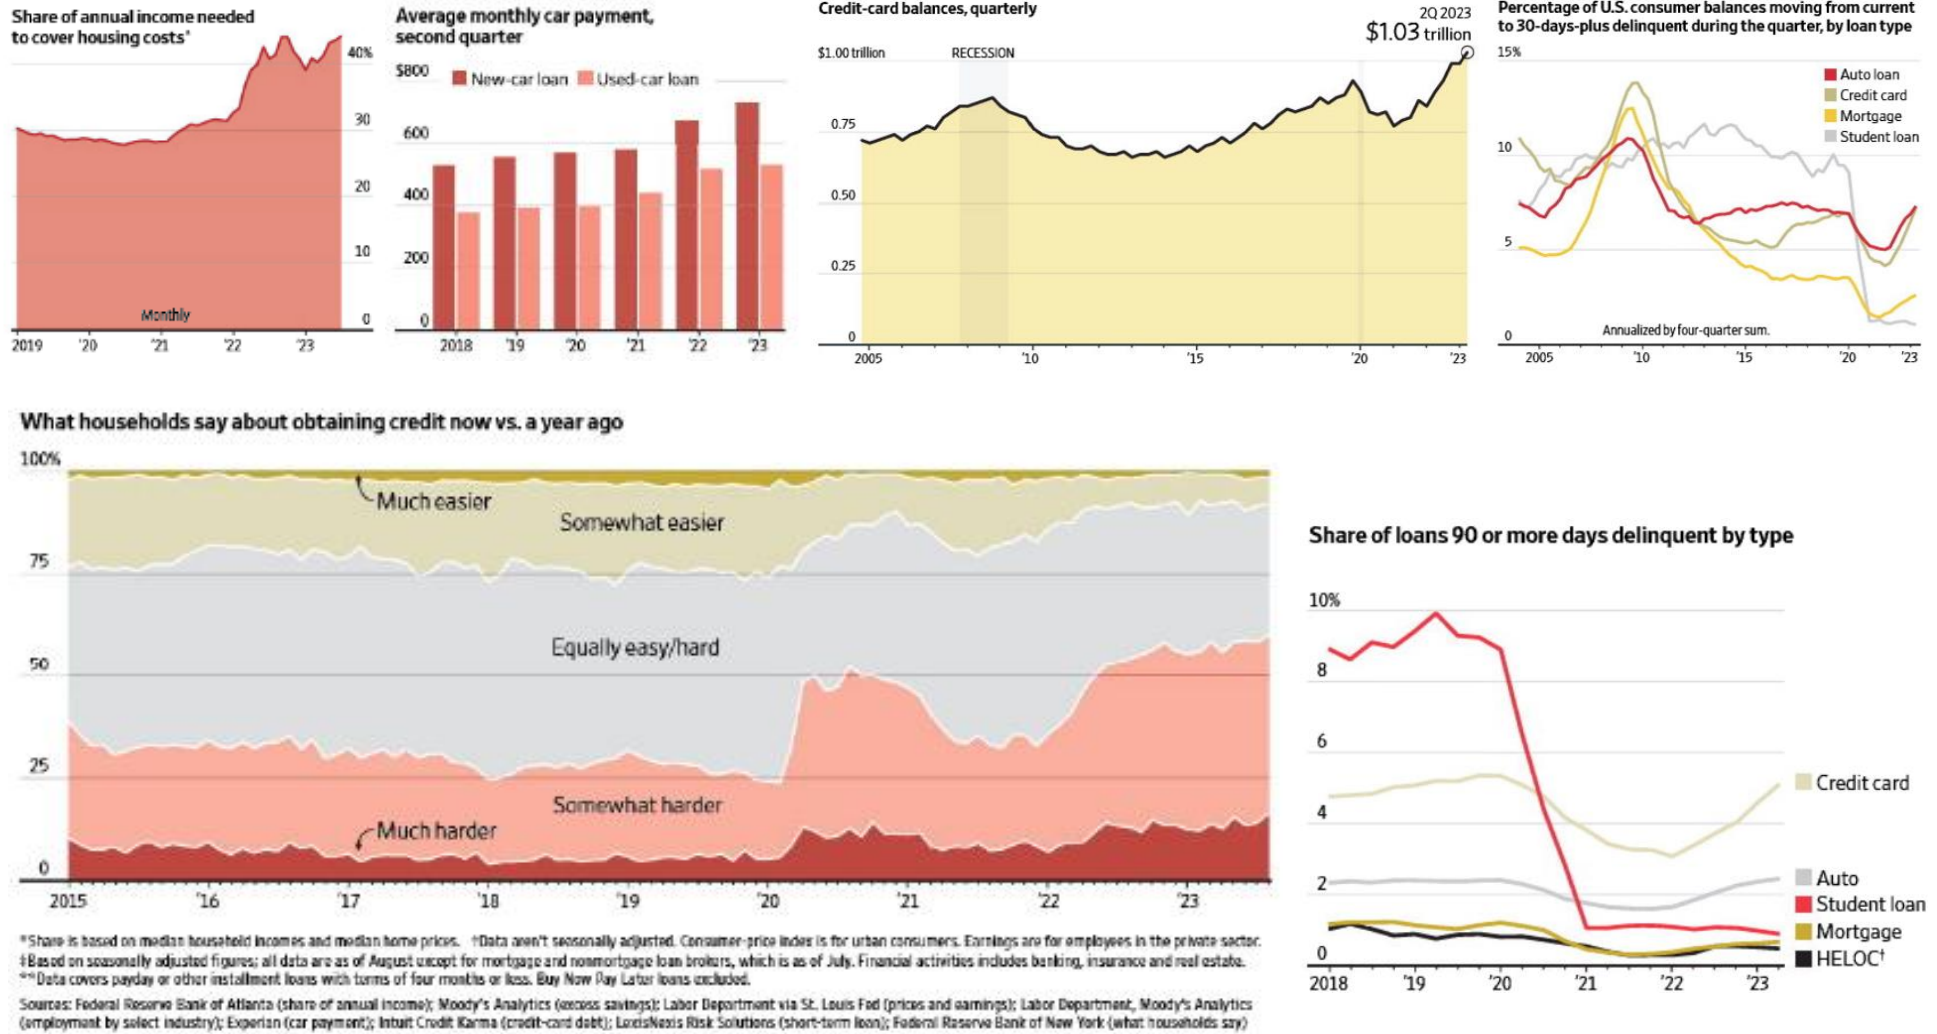 Share of annual income needed
to cover housing costs*
40%
30
20
10
0
Monthly
2019 '20 '21 '22 '23
Average monthly car payment,
second quarter
$800
New-car loan Used-car loan
600
400
200
0
2018 '19 '20 '21 '22 '23
Credit-card balances, quarterly
2Q 2023
$1.03 trillion
$1.00 trillion
RECESSION
0.75
0.50
0.25
0
2005 '10 '15 '20 '23
Percentage of U.S. consumer balances moving from current
to 30-days-plus delinquent during the quarter, by loan type
15%
Auto loan
Credit card
Mortgage
Student loan
10
5
0
Annualized by four-quarter sum.
2005 '10 '15 '20 '23
What households say about obtaining credit now vs. a year ago
100%
Much easier
Somewhat easier
75
Equally easy/hard
50
25
Somewhat harder
Much harder
0
2015 '16 '17 '18 '19 '20 '21 '22 '23
Share of loans 90 or more days delinquent by type
10%
8
6
4
2
0
Credit card
Auto
Student loan
Mortgage
HELOC†
2018 '19 '20 '21 '22 '23
*Share is based on median household incomes and median home prices. †Data aren't seasonally adjusted. Consumer-price index is for urban consumers. Earnings are for employees in the private sector.
‡Based on seasonally adjusted figures; all data are as of August except for mortgage and nonmortgage loan brokers, which is as of July. Financial activities includes banking, insurance and real estate.
**Data covers payday or other installment loans with terms of four months or less. Buy Now Pay Later loans excluded.
Sources: Federal Reserve Bank of Atlanta (share of annual income); Moody's Analytics (excess savings); Labor Department via St. Louis Fed (prices and earnings); Labor Department, Moody's Analytics
(employment by select industry); Experian (car payment); Intuit Credit Karma (credit-card debt); LexisNexis Risk Solutions (short-term loan); Federal Reserve Bank of New York (what households say)